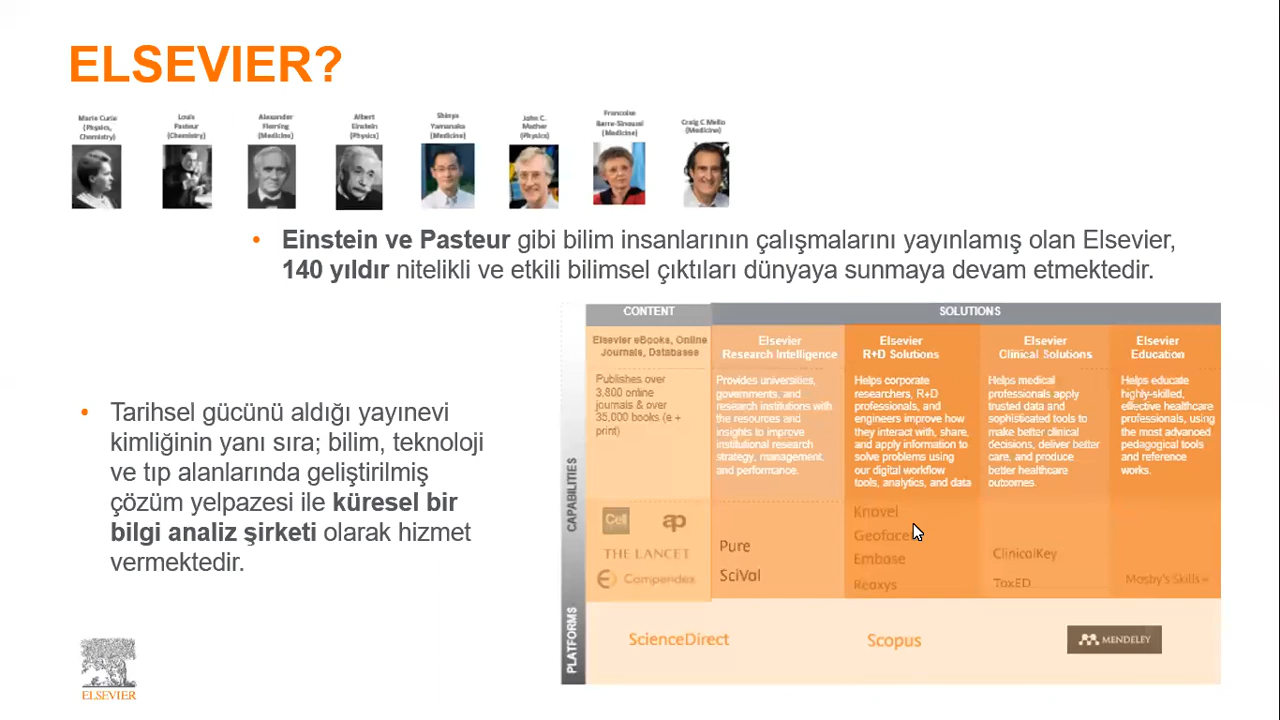 ELSEVIER?
Marie Curie
(Physics,
Chemistry)
Louis
Pasteur
(Chemistry)
Alexander
Fleming
(Medicine)
Albert
Einstein
(Physics)
Shinya
Yamanaka
(Medicine)
John C.
Mather
(Physics)
Francoise
Barre-Sinoussi
(Medicine)
Craig C Mello
(Medicine)
• Einstein ve Pasteur gibi bilim insanlarının çalışmalarını yayınlamış olan Elsevier,
140 yıldır nitelikli ve etkili bilimsel çıktıları dünyaya sunmaya devam etmektedir.
• Tarihsel gücünü aldığı yayınevi
kimliğinin yanı sıra; bilim, teknoloji
ve tıp alanlarında geliştirilmiş
çözüm yelpazesi ile küresel bir
bilgi analiz şirketi olarak hizmet
vermektedir.
CONTENT
SOLUTIONS
CAPABILITIES
Elsevier eBooks, Online
Journals, Databases
Publishes over
3,800 online
journals & over
35,000 books (e +
print)
Cell
ap
THE LANCET
Compendex
Elsevier
Research Intelligence
Provides universities,
governments, and
research institutions with
the resources and
insights to improve
institutional research
strategy, management,
and performance.
Pure
SciVal
Elsevier
R+D Solutions
Helps corporate
researchers, R+D
professionals, and
engineers improve how
they interact with, share,
and apply information to
solve problems using
our digital workflow
tools, analytics, and data
Knovel
Geoface
Embase
Reaxys
Elsevier
Clinical Solutions
Helps medical
professionals apply
trusted data and
sophisticated tools to
make better clinical
decisions, deliver better
care, and produce
better healthcare
outcomes.
ClinicalKey
ToxED
Elsevier
Education
Helps educate
highly-skilled,
effective healthcare
professionals, using
the most advanced
pedagogical tools
and reference
works.
Mosby's Skills
PLATFORMS
ScienceDirect
Scopus
MENDELEY
ELSEVIER